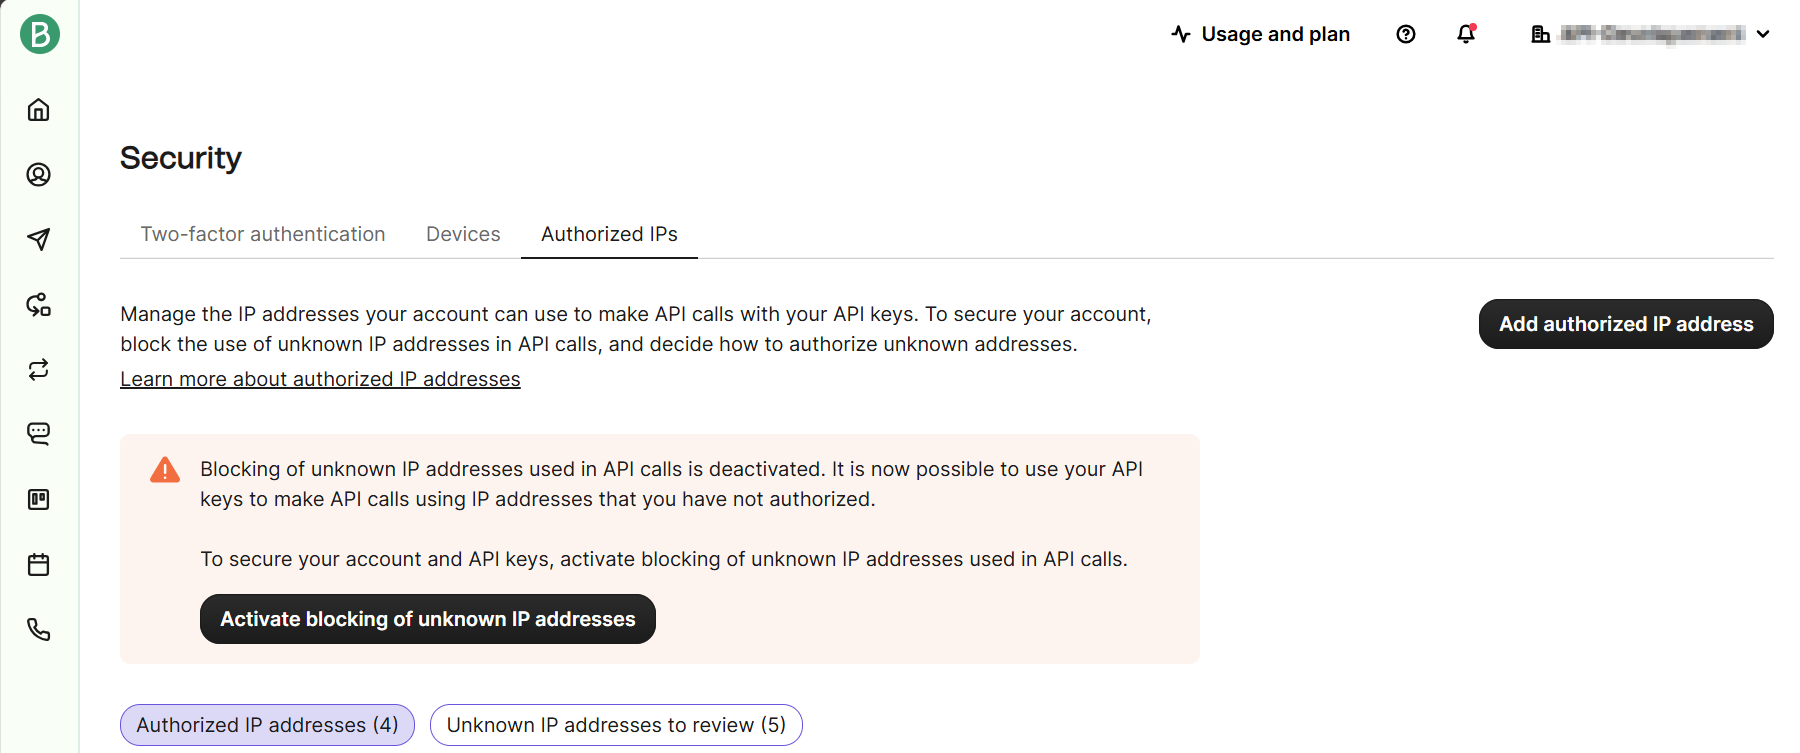 B
Usage and plan
Security
Two-factor authentication Devices Authorized IPs
Manage the IP addresses your account can use to make API calls with your API keys. To secure your account,
block the use of unknown IP addresses in API calls, and decide how to authorize unknown addresses.
Learn more about authorized IP addresses
Add authorized IP address
Blocking of unknown IP addresses used in API calls is deactivated. It is now possible to use your API
keys to make API calls using IP addresses that you have not authorized.
To secure your account and API keys, activate blocking of unknown IP addresses used in API calls.
Activate blocking of unknown IP addresses
Authorized IP addresses (4) Unknown IP addresses to review (5)